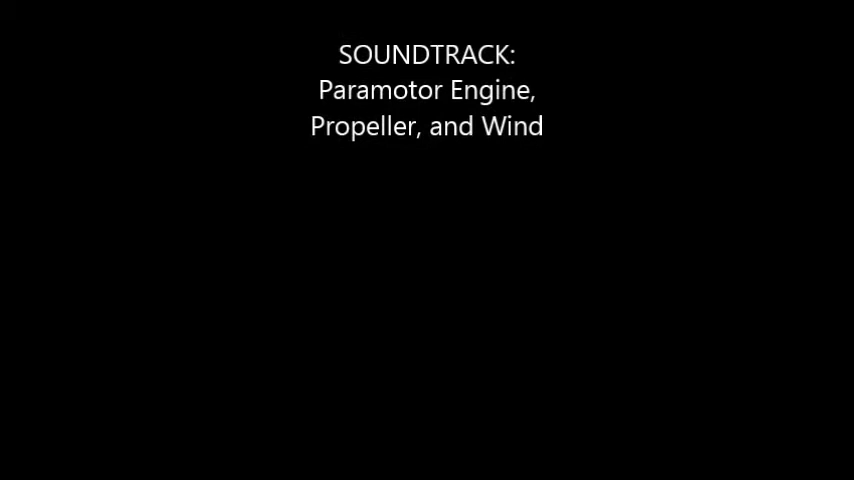 SOUNDTRACK:
Paramotor Engine,
Propeller, and Wind